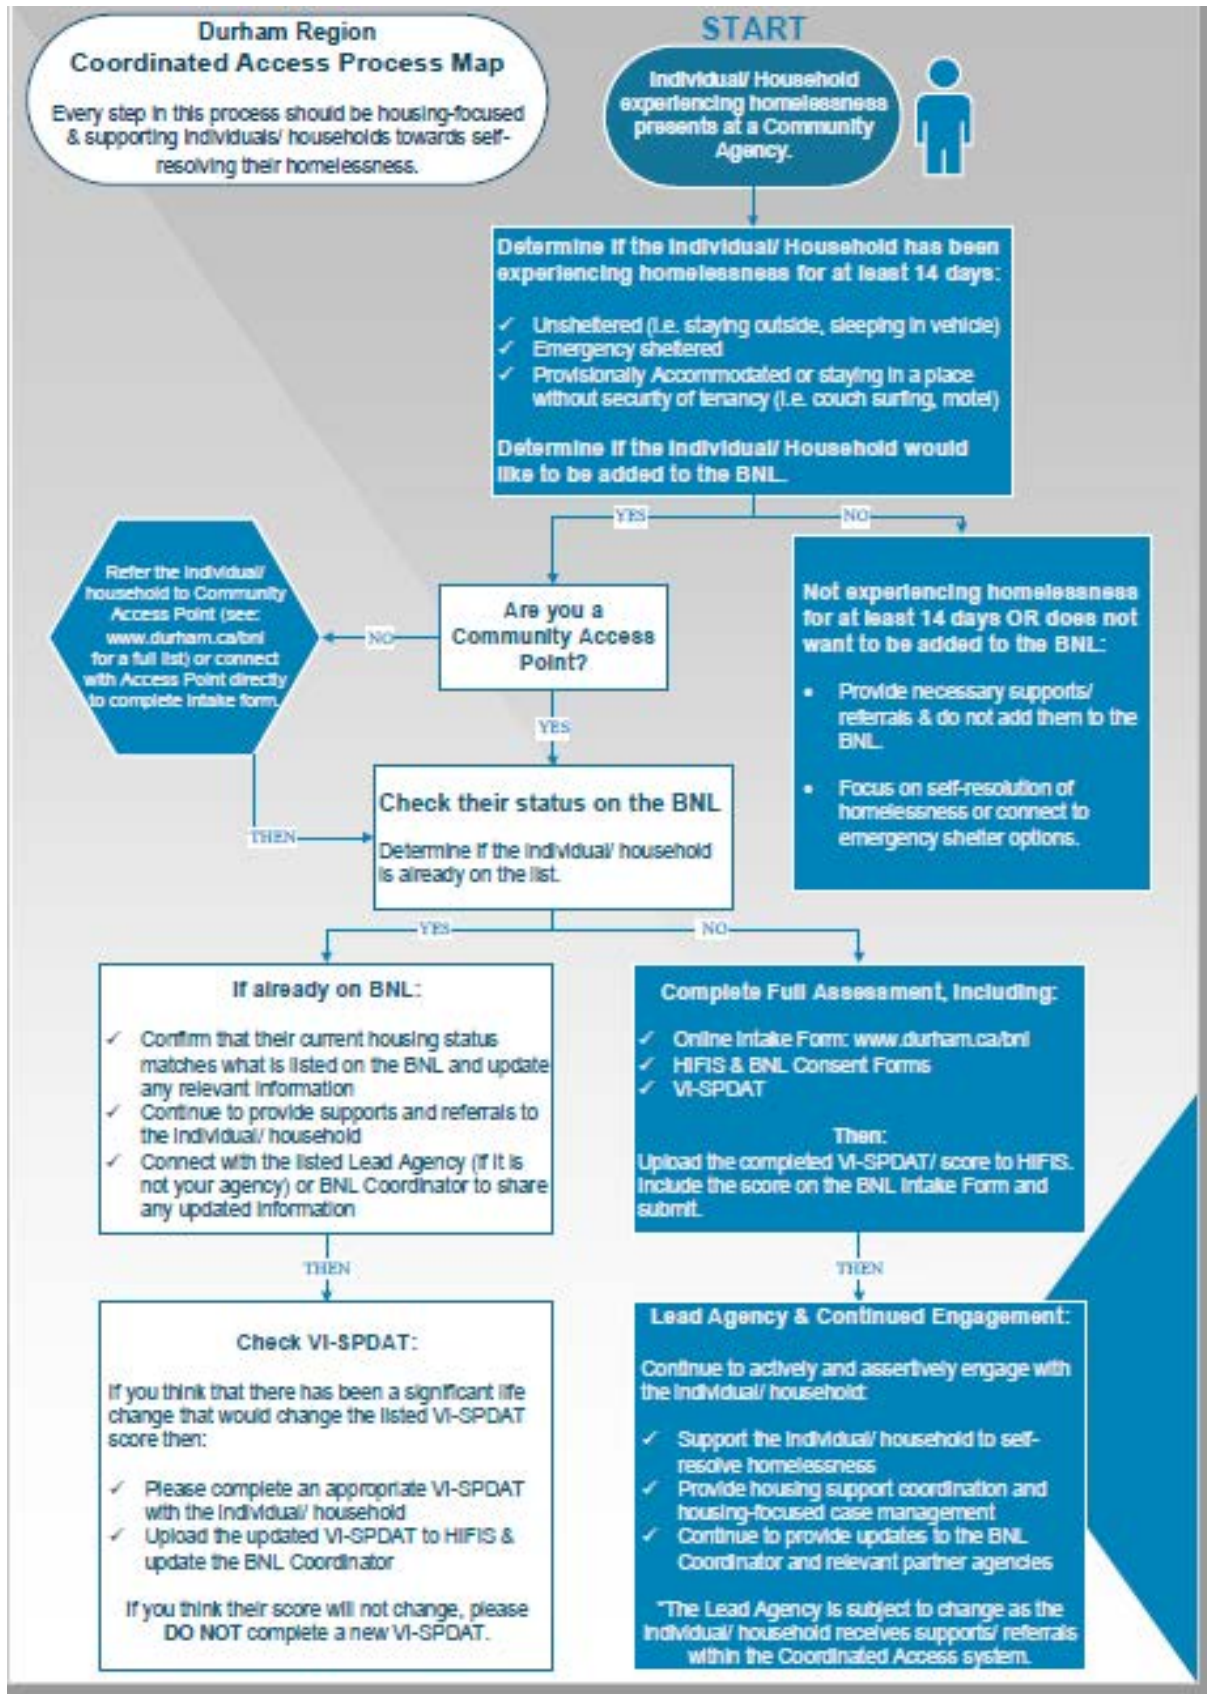 Durham Region
Coordinated Access Process Map
Every step in this process should be housing-focused
& supporting individuals/ households towards self-
resolving their homelessness.
START
Individual/ Household
experiencing homelessness
presents at a Community
Agency.
Determine if the Individual/ Household has been
experiencing homelessness for at least 14 days:
✓ Unsheltered (i.e. staying outside, sleeping in vehicle)
✓ Emergency sheltered
✓ Provisionally Accommodated or staying in a place
without security of tenancy (i.e. couch surfing, motel)
Determine if the Individual/ Household would
like to be added to the BNL.
YES
NO
Refer the individual/
household to Community
Access Point (see:
www.durham.ca/bnl
for a full list) or connect
with Access Point directly
to complete intake form.
NO
Are you a
Community Access
Point?
Not experiencing homelessness
for at least 14 days OR does not
want to be added to the BNL:
• Provide necessary supports/
referrals & do not add them to the
BNL.
• Focus on self-resolution of
homelessness or connect to
emergency shelter options.
YES
THEN
Check their status on the BNL
Determine if the individual/ household
is already on the list.
YES
NO
If already on BNL:
✓ Confirm that their current housing status
matches what is listed on the BNL and update
any relevant information
✓ Continue to provide supports and referrals to
the individual/ household
✓ Connect with the listed Lead Agency (if it is
not your agency) or BNL Coordinator to share
any updated information
Complete Full Assessment, Including:
✓ Online Intake Form: www.durham.ca/bnl
✓ HIFIS & BNL Consent Forms
✓ VI-SPDAT
Then:
Upload the completed VI-SPDAT/ score to HIFIS.
Include the score on the BNL Intake Form and
submit.
THEN
THEN
Check VI-SPDAT:
If you think that there has been a significant life
change that would change the listed VI-SPDAT
score then:
✓ Please complete an appropriate VI-SPDAT
with the individual/ household
✓ Upload the updated VI-SPDAT to HIFIS &
update the BNL Coordinator
If you think their score will not change, please
DO NOT complete a new VI-SPDAT.
Lead Agency & Continued Engagement:
Continue to actively and assertively engage with
the individual/ household:
✓ Support the individual/ household to self-
resolve homelessness
✓ Provide housing support coordination and
housing-focused case management
✓ Continue to provide updates to the BNL
Coordinator and relevant partner agencies
*The Lead Agency is subject to change as the
individual/ household receives supports/ referrals
within the Coordinated Access system.